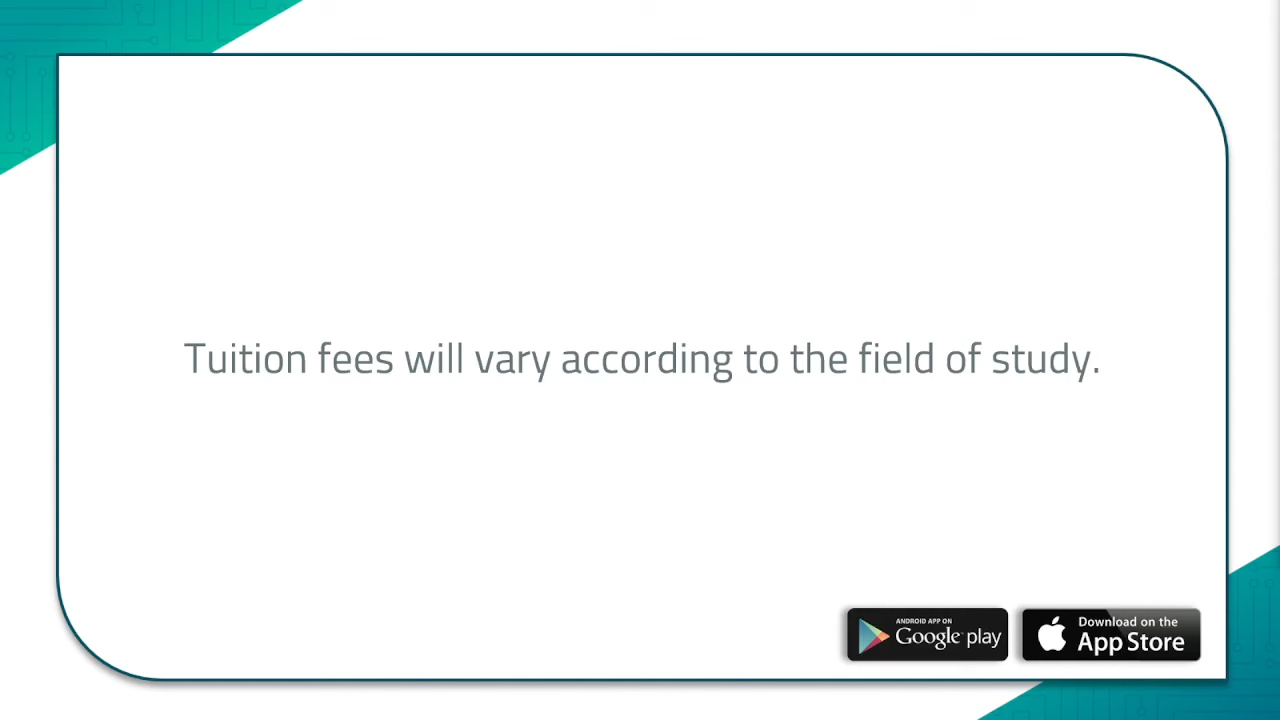 Tuition fees will vary according to the field of study.
ANDROID APP ON
Google play
Download on the
App Store